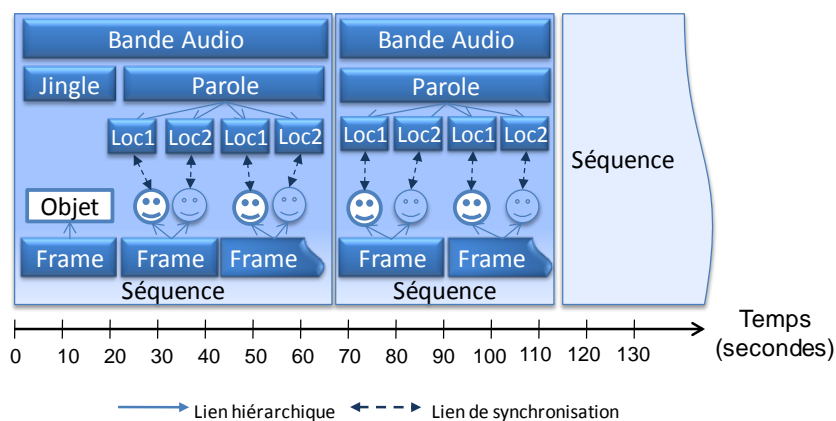 Bande Audio
Bande Audio
Jingle
Parole
Parole
Loc1
Loc2
Loc1
Loc2
Loc1
Loc2
Loc1
Loc2
Séquence
Objet
Frame
Frame
Frame
Frame
Frame
Séquence
Séquence
0 10 20 30 40 50 60 70 80 90 100 110 120 130
Temps
(secondes)
Lien hiérarchique
Lien de synchronisation